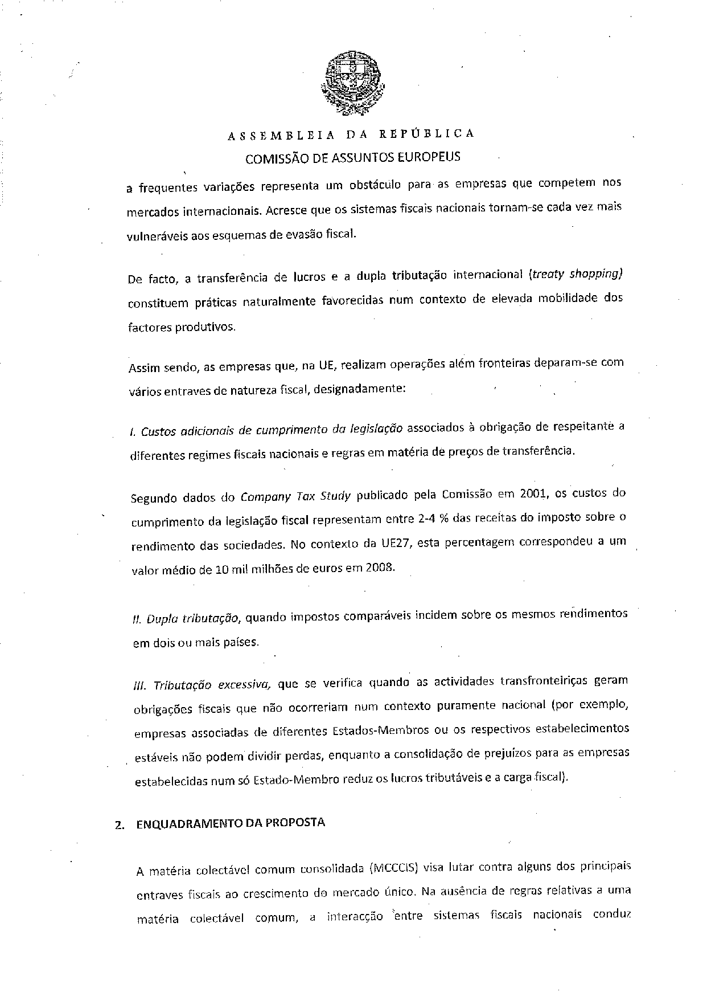 ASSEMBLEIA DA REPÚBLICA
COMISSÃO DE ASSUNTOS EUROPEUS
a frequentes variações representa um obstáculo para as empresas que competem nos
mercados internacionais. Acresce que os sistemas fiscais nacionais tornam-se cada vez mais
vulneráveis aos esquemas de evasão fiscal.
De facto, a transferência de lucros e a dupla tributação internacional (treaty shopping)
constituem práticas naturalmente favorecidas num contexto de elevada mobilidade dos
factores produtivos.
Assim sendo, as empresas que, na UE, realizam operações além fronteiras deparam-se com
vários entraves de natureza fiscal, designadamente:
I. Custos adicionais de cumprimento da legislação associados à obrigação de respeitante a
diferentes regimes fiscais nacionais e regras em matéria de preços de transferência.
Segundo dados do Company Tax Study publicado pela Comissão em 2001, os custos do
cumprimento da legislação fiscal representam entre 2-4 % das receitas do imposto sobre o
rendimento das sociedades. No contexto da UE27, esta percentagem correspondeu a um
valor médio de 10 mil milhões de euros em 2008.
II. Dupla tributação, quando impostos comparáveis incidem sobre os mesmos rendimentos
em dois ou mais países.
III. Tributação excessiva, que se verifica quando as actividades transfronteiriças geram
obrigações fiscais que não ocorreriam num contexto puramente nacional (por exemplo,
empresas associadas de diferentes Estados-Membros ou os respectivos estabelecimentos
estáveis não podem dividir perdas, enquanto a consolidação de prejuízos para as empresas
estabelecidas num só Estado-Membro reduz os lucros tributáveis e a carga fiscal).
2. ENQUADRAMENTO DA PROPOSTA
A matéria colectável comum consolidada (MCCCIS) visa lutar contra alguns dos principais
entraves fiscais ao crescimento do mercado único. Na ausência de regras relativas a uma
matéria colectável comum, a interacção entre sistemas fiscais nacionais conduz